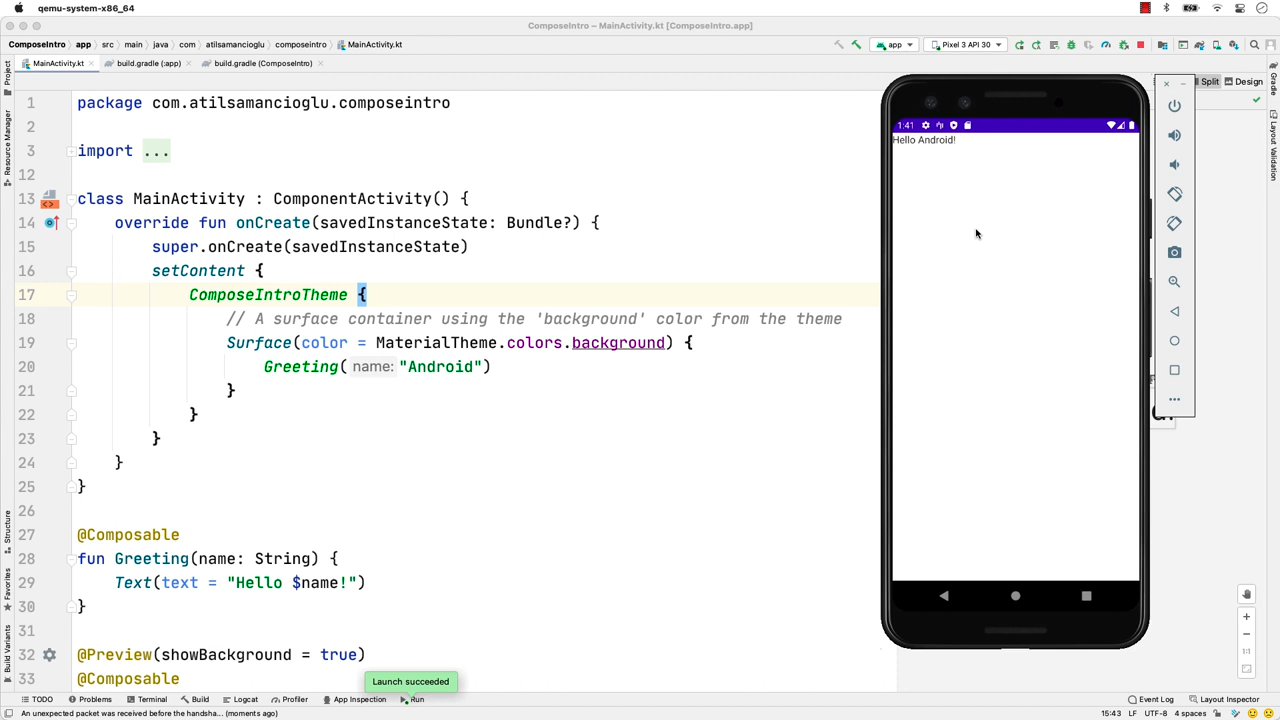 qemu-system-x86_64
ComposeIntro – MainActivity.kt [ComposeIntro.app]
ComposeIntro app src main java com atilsamancioglu composeintro MainActivity.kt
app Pixel 3 API 30
MainActivity.kt build.gradle (:app) build.gradle (ComposeIntro)
Split Design
Project
Resource Manager
Structure
Favorites
Build Variants
Gradle
Layout Validation
1 package com.atilsamancioglu.composeintro
2
3 import ...
12
13 class MainActivity : ComponentActivity() {
14 override fun onCreate(savedInstanceState: Bundle?) {
15 super.onCreate(savedInstanceState)
16 setContent {
17 ComposeIntroTheme {
18 // A surface container using the 'background' color from the theme
19 Surface(color = MaterialTheme.colors.background) {
20 Greeting( name: "Android")
21 }
22 }
23 }
24 }
25 }
26
27 @Composable
28 fun Greeting(name: String) {
29 Text(text = "Hello $name!")
30 }
31
32 @Preview(showBackground = true)
33 @Composable
1:41
Hello Android!
1:1
Launch succeeded
TODO Problems Terminal Build Logcat Profiler App Inspection Run Event Log Layout Inspector
An unexpected packet was received before the handsha... (moments ago) 15:43 LF UTF-8 4 spaces